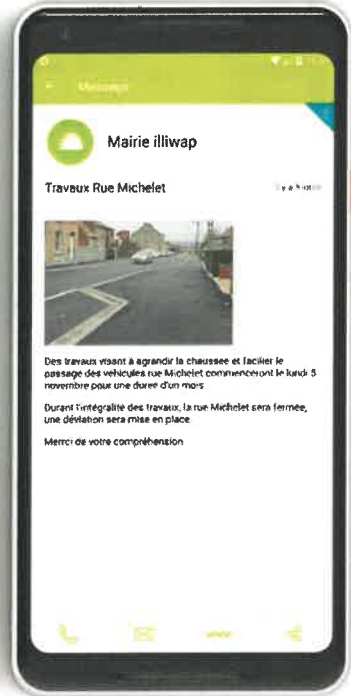 Message
Mairie illiwap
Travaux Rue Michelet
Des travaux visant à agrandir la chaussée et faciliter le
passage des véhicules rue Michelet commenceront le lundi 5
novembre pour une durée d'un mois
Durant l'intégralité des travaux, la rue Michelet sera fermée,
une déviation sera mise en place
Merrci de votre compréhension